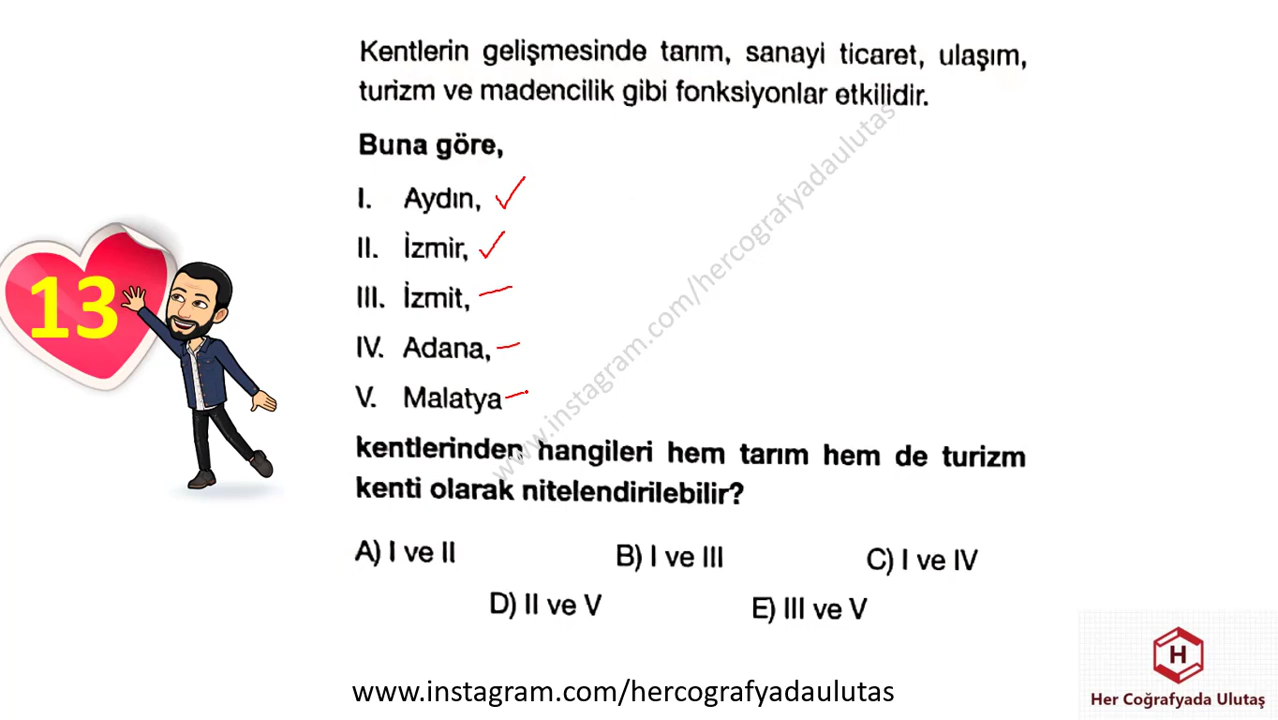 Kentlerin gelişmesinde tarım, sanayi ticaret, ulaşım,
turizm ve madencilik gibi fonksiyonlar etkilidir.
Buna göre,
I. Aydın,
II. İzmir,
III. İzmit,
IV. Adana,
V. Malatya
kentlerinden hangileri hem tarım hem de turizm
kenti olarak nitelendirilebilir?
A) I ve II B) I ve III C) I ve IV
D) II ve V E) III ve V
13
www.instagram.com/hercografyadaulutas
www.instagram.com/hercografyadaulutas
H
Her Coğrafyada Ulutaş